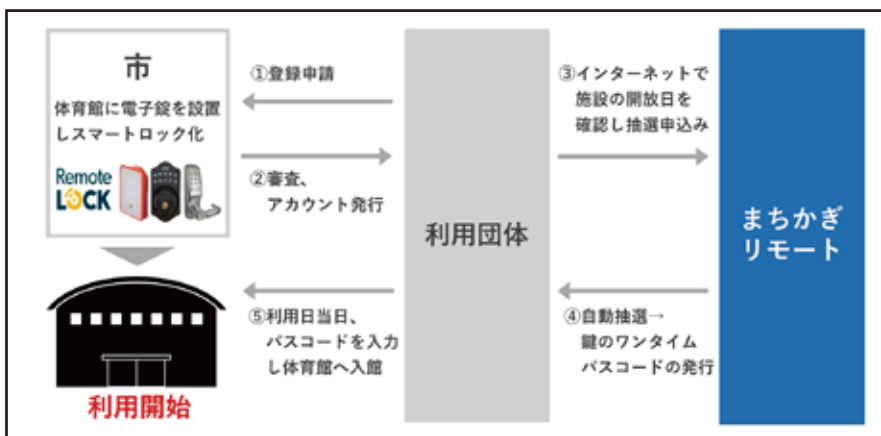 市
体育館に電子錠を設置
しスマートロック化
Remote
LOCK
利用開始
①登録申請
②審査、
アカウント発行
⑤利用日当日、
パスコードを入力
し体育館へ入館
利用団体
③インターネットで
施設の開放日を
確認し抽選申込み
④自動抽選→
鍵のワンタイム
パスコードの発行
まちかぎ
リモート